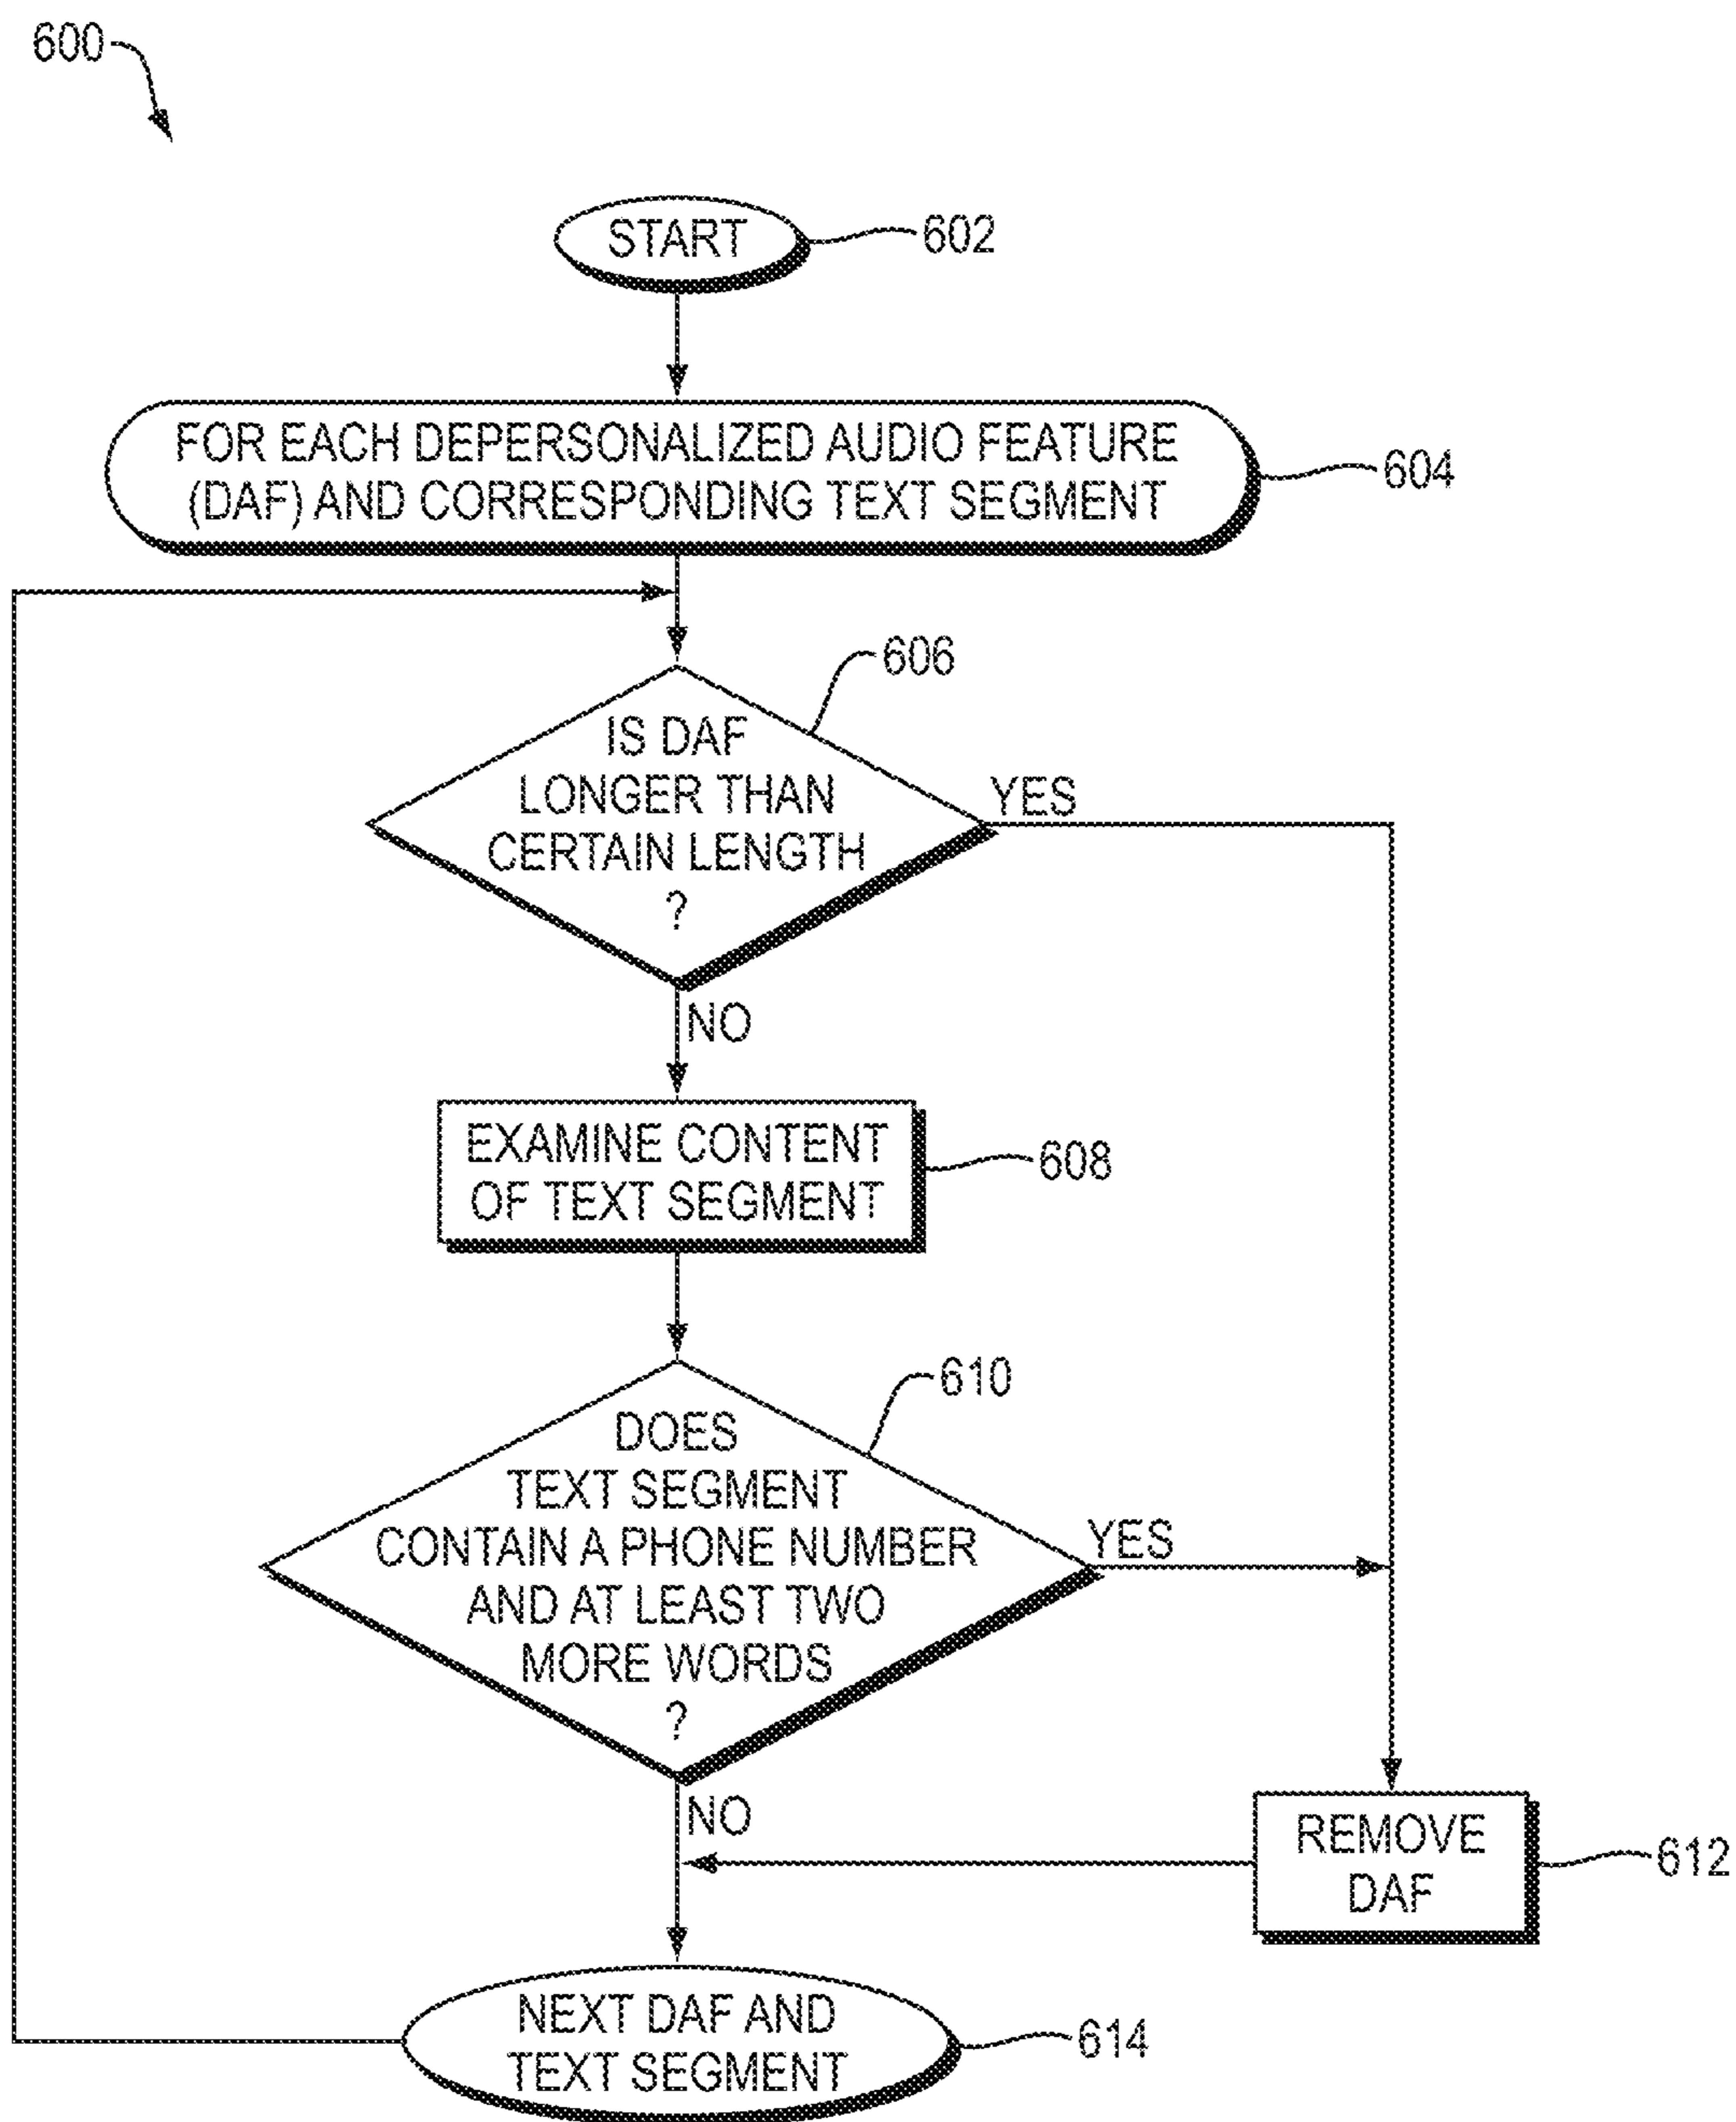 600
START
602
FOR EACH DEPERSONALIZED AUDIO FEATURE
(DAF) AND CORRESPONDING TEXT SEGMENT
604
606
IS DAF
LONGER THAN
CERTAIN LENGTH
?
YES
NO
EXAMINE CONTENT
OF TEXT SEGMENT
608
610
DOES
TEXT SEGMENT
CONTAIN A PHONE NUMBER
AND AT LEAST TWO
MORE WORDS
?
YES
NO
REMOVE
DAF
612
NEXT DAF AND
TEXT SEGMENT
614